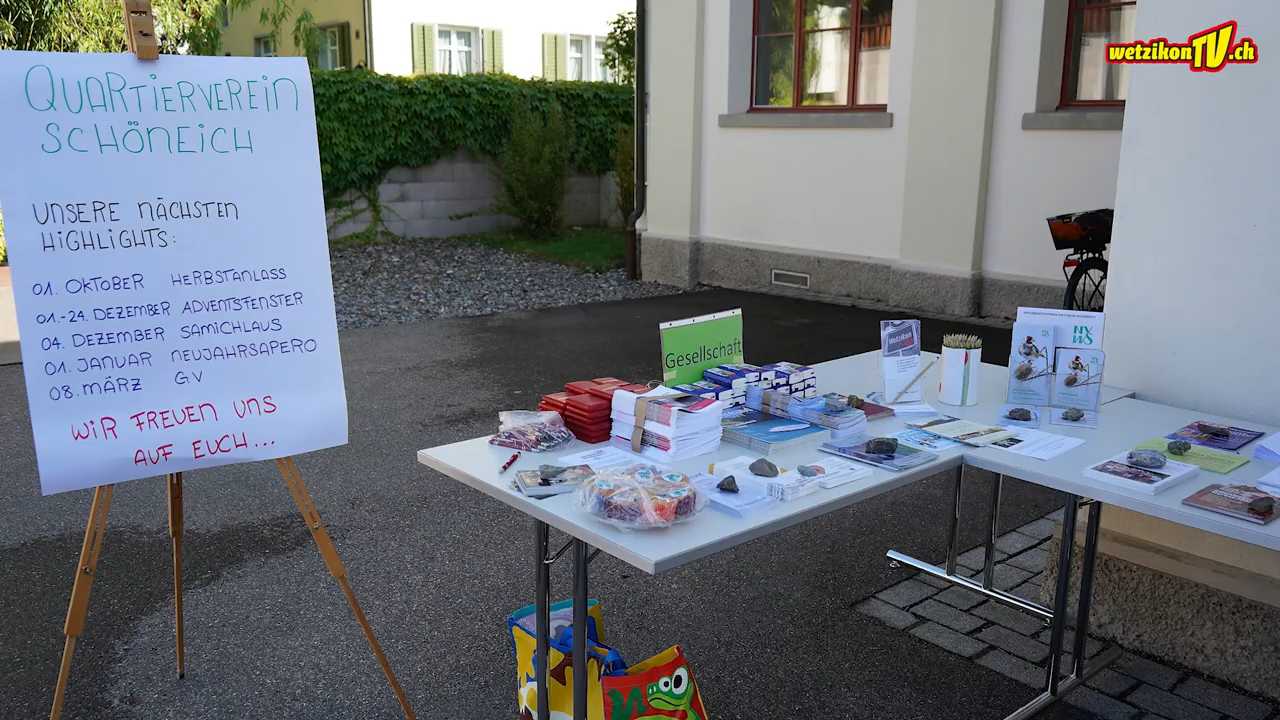 QUARTIERVEREIN
SCHÖNEICH
UNSERE NÄCHSTEN
HIGHLIGHTS:
01. OKTOBER HERBSTANLASS
01.-24. DEZEMBER ADVENTSFENSTER
04. DEZEMBER SAMICHLAUS
01. JANUAR NEUJAHRSAPERO
08. MÄRZ GV
WIR FREUEN UNS
AUF EUCH...
wetzikonTV.ch
Gesellschaft
Wetzikon